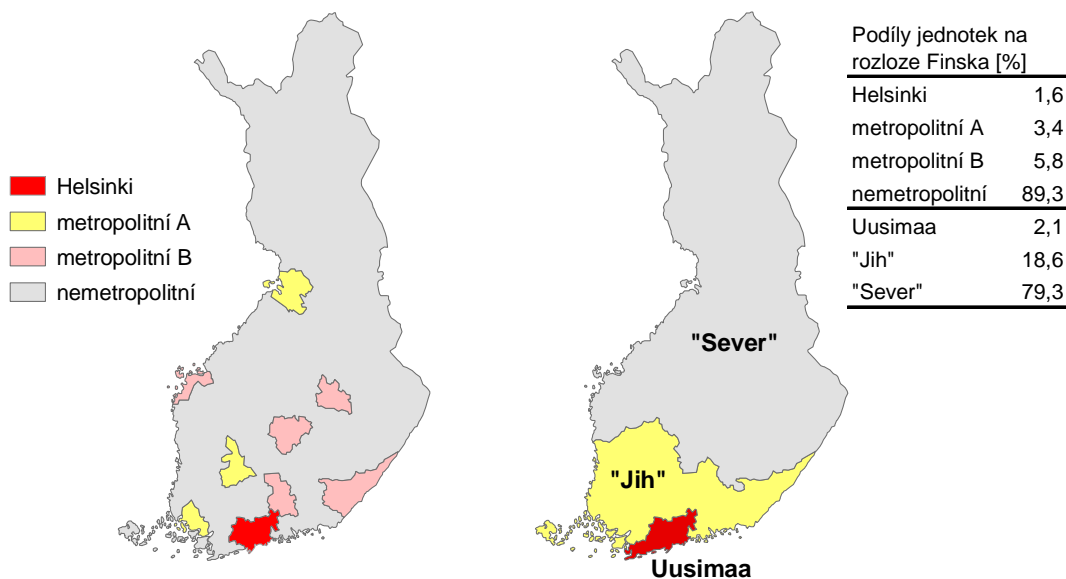 Helsinki
metropolitní A
metropolitní B
nemetropolitní
"Sever"
"Jih"
Uusimaa
Podíly jednotek na
rozloze Finska [%]
Helsinki 1,6
metropolitní A 3,4
metropolitní B 5,8
nemetropolitní 89,3
Uusimaa 2,1
"Jih" 18,6
"Sever" 79,3